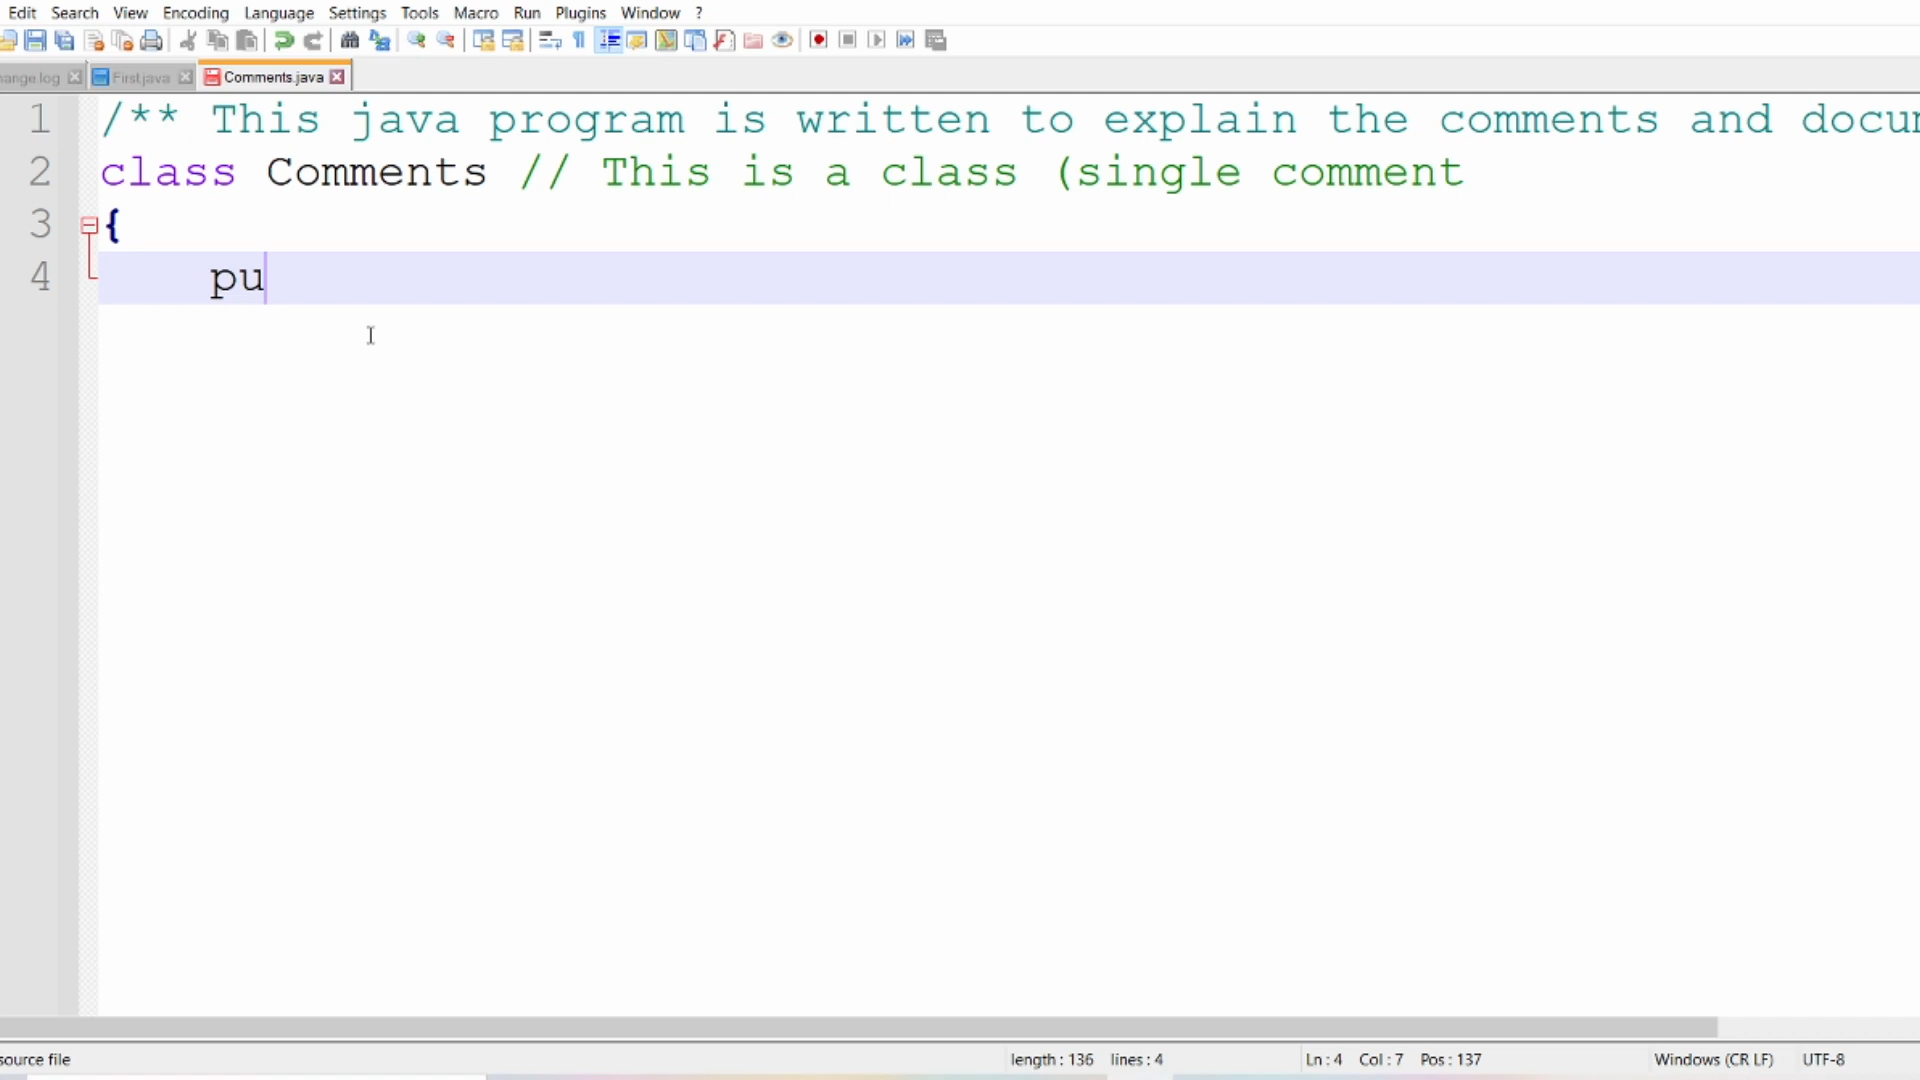 Edit Search View Encoding Language Settings Tools Macro Run Plugins Window ?
ange.log First.java Comments.java
1 /** This java program is written to explain the comments and docu
2 class Comments // This is a class (single comment
3 {
4 pu
source file length : 136 lines : 4 Ln : 4 Col : 7 Pos : 137 Windows (CR LF) UTF-8